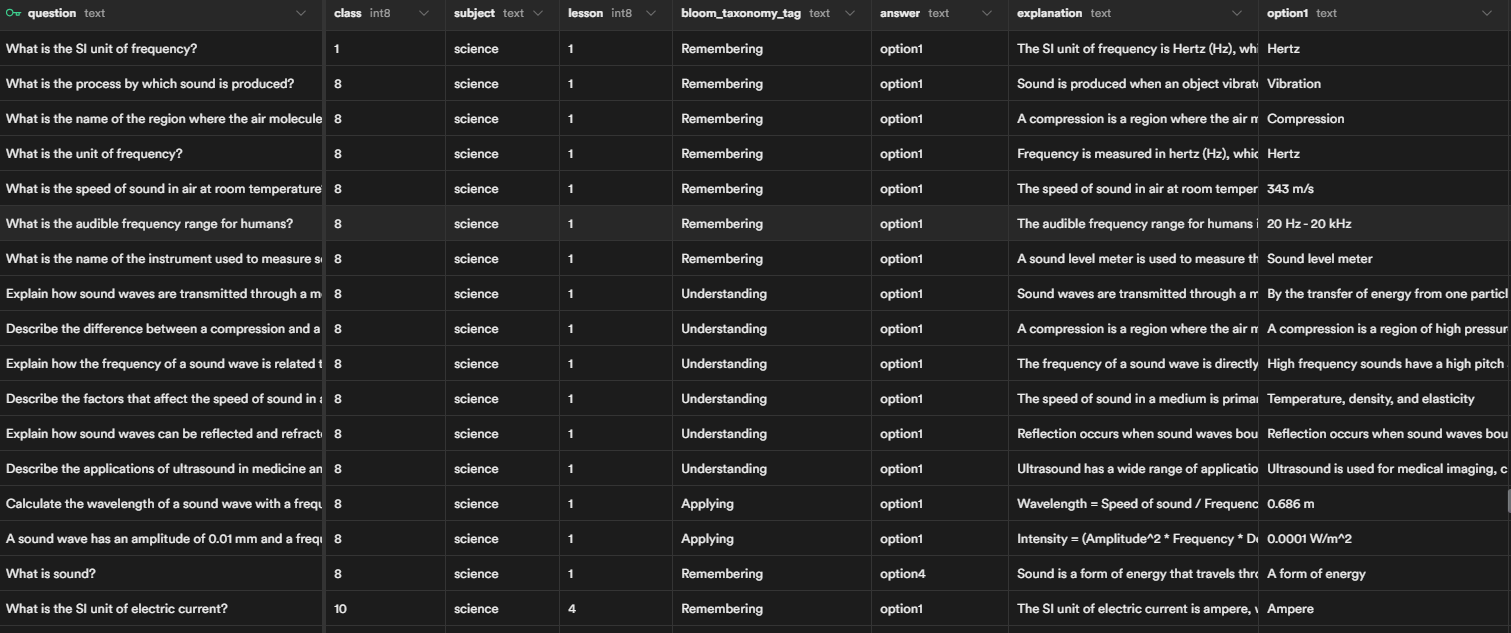 question text class int8 subject text lesson int8 bloom_taxonomy_tag text answer text explanation text option1 text
What is the SI unit of frequency? 1 science 1 Remembering option1 The SI unit of frequency is Hertz (Hz), Hertz
What is the process by which sound is produced? 8 science 1 Remembering option1 Sound is produced when an object Vibration
What is the name of the region where the air 8 science 1 Remembering option1 A compression is a region where the air Compression
What is the unit of frequency? 8 science 1 Remembering option1 Frequency is measured in hertz (Hz), Hertz
What is the speed of sound in air at room temperature 8 science 1 Remembering option1 The speed of sound in air at room 343 m/s
What is the audible frequency range for humans? 8 science 1 Remembering option1 The audible frequency range for humans 20 Hz - 20 kHz
What is the name of the instrument used to measure 8 science 1 Remembering option1 A sound level meter is used to measure Sound level meter
Explain how sound waves are transmitted through a 8 science 1 Understanding option1 Sound waves are transmitted through a By the transfer of energy from one
Describe the difference between a compression and a 8 science 1 Understanding option1 A compression is a region where the air A compression is a region of high
Explain how the frequency of a sound wave is related 8 science 1 Understanding option1 The frequency of a sound wave is directly High frequency sounds have a high pitch
Describe the factors that affect the speed of sound in 8 science 1 Understanding option1 The speed of sound in a medium is Temperature, density, and elasticity
Explain how sound waves can be reflected and 8 science 1 Understanding option1 Reflection occurs when sound waves Reflection occurs when sound waves
Describe the applications of ultrasound in medicine 8 science 1 Understanding option1 Ultrasound has a wide range of Ultrasound is used for medical imaging,
Calculate the wavelength of a sound wave with a 8 science 1 Applying option1 Wavelength = Speed of sound / 0.686 m
A sound wave has an amplitude of 0.01 mm and a 8 science 1 Applying option1 Intensity = (Amplitude^2 * Frequency * 0.0001 W/m^2
What is sound? 8 science 1 Remembering option4 Sound is a form of energy that travels A form of energy
What is the SI unit of electric current? 10 science 4 Remembering option1 The SI unit of electric current is ampere, Ampere